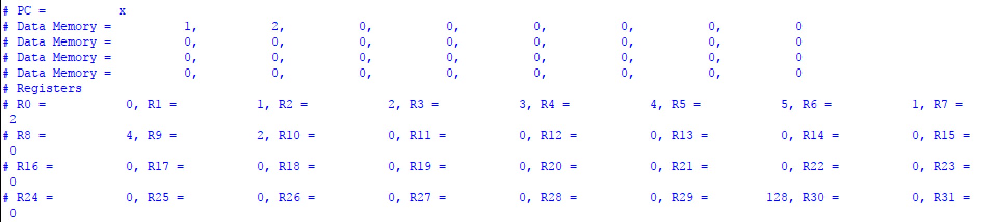 # PC =          x
# Data Memory =          1,          2,          0,          0,          0,          0,          0,          0
# Data Memory =          0,          0,          0,          0,          0,          0,          0,          0
# Data Memory =          0,          0,          0,          0,          0,          0,          0,          0
# Data Memory =          0,          0,          0,          0,          0,          0,          0,          0
# Registers
# R0 =           0, R1 =           1, R2 =           2, R3 =           3, R4 =           4, R5 =           5, R6 =           1, R7 =
 2
# R8 =           4, R9 =           2, R10 =          0, R11 =          0, R12 =          0, R13 =          0, R14 =          0, R15 =
 0
# R16 =          0, R17 =          0, R18 =          0, R19 =          0, R20 =          0, R21 =          0, R22 =          0, R23 =
 0
# R24 =          0, R25 =          0, R26 =          0, R27 =          0, R28 =          0, R29 =        128, R30 =          0, R31 =
 0